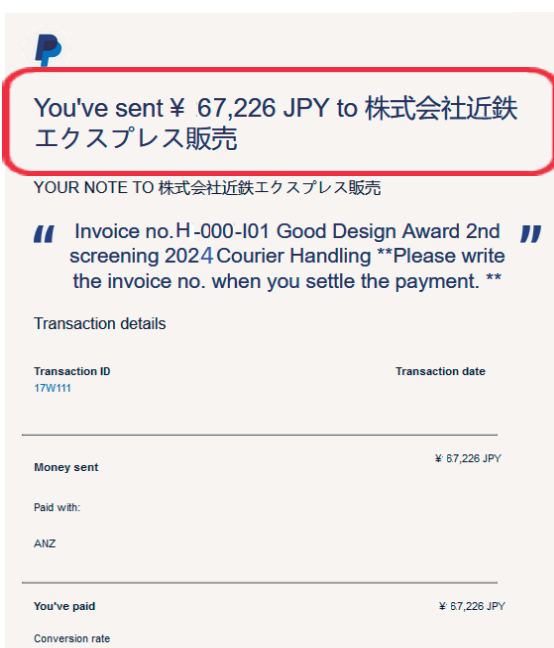 You've sent ¥ 67,226 JPY to 株式会社近鉄
エクスプレス販売
YOUR NOTE TO 株式会社近鉄エクスプレス販売
“ Invoice no.H-000-I01 Good Design Award 2nd ”
screening 2024 Courier Handling **Please write
the invoice no. when you settle the payment. **
Transaction details
Transaction ID Transaction date
17W111
Money sent ¥ 67,226 JPY
Paid with:
ANZ
You've paid ¥ 67,226 JPY
Conversion rate